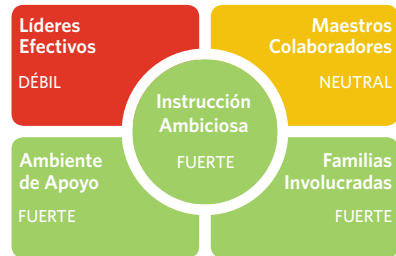 Líderes
Efectivos
DÉBIL
Maestros
Colaboradores
NEUTRAL
Instrucción
Ambiciosa
FUERTE
Ambiente
de Apoyo
FUERTE
Familias
Involucradas
FUERTE